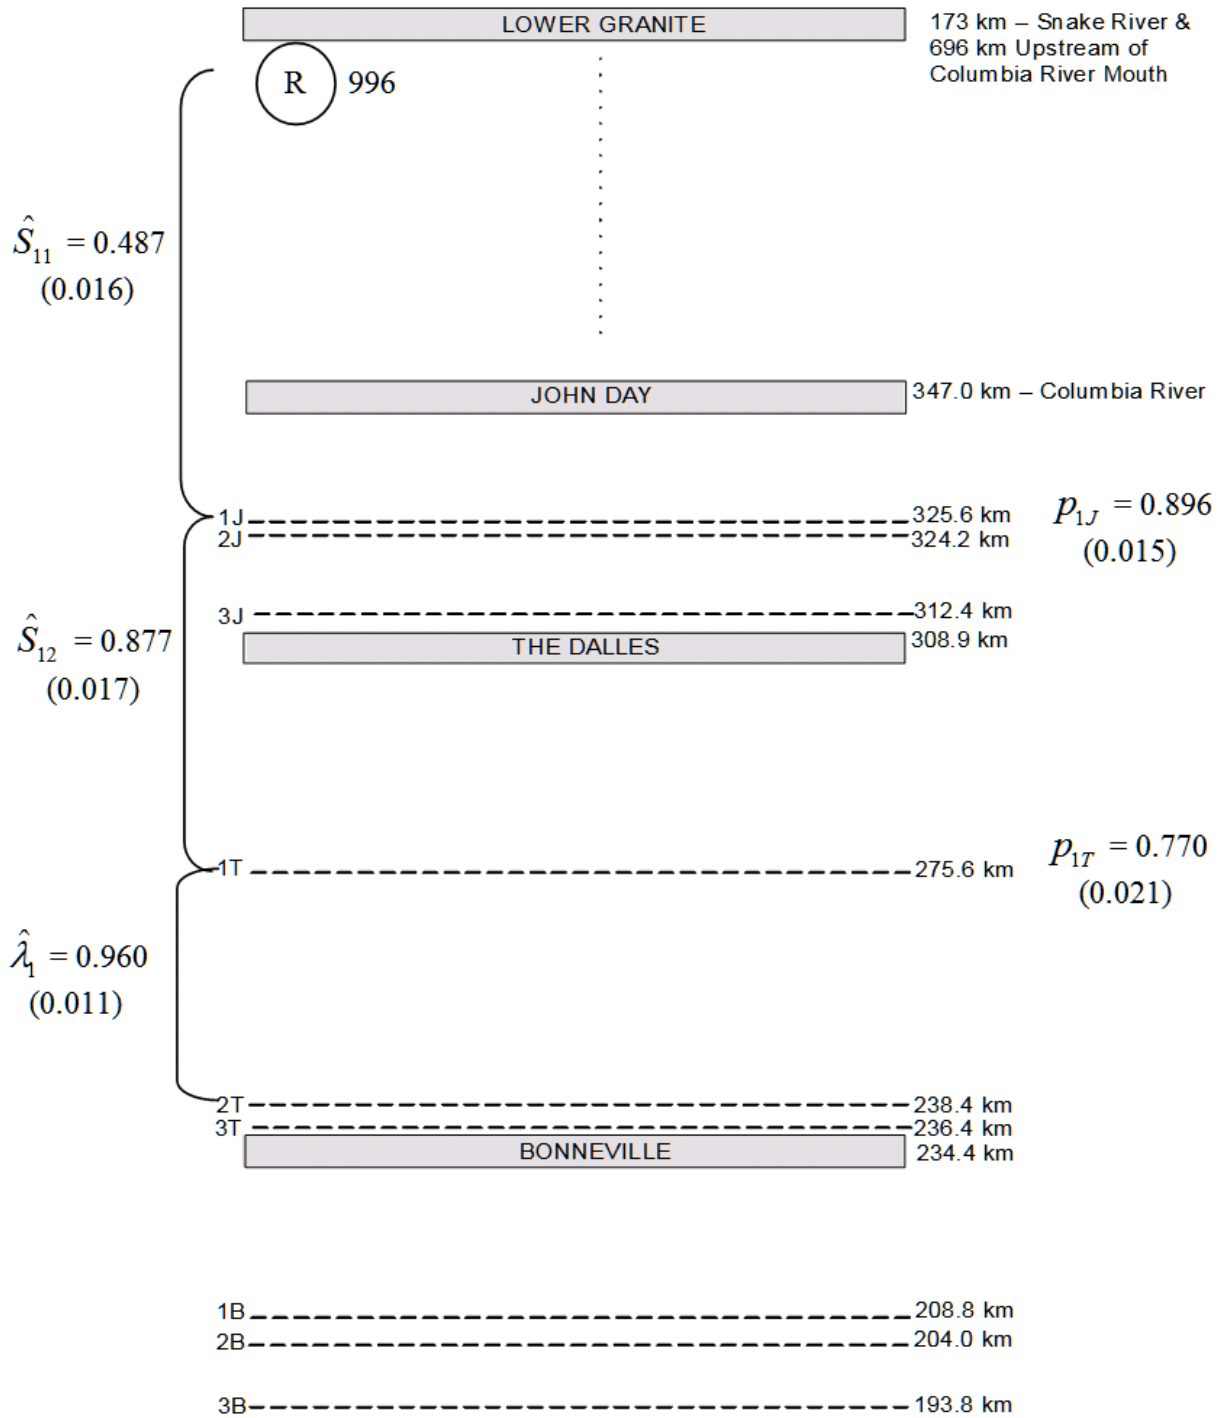 LOWER GRANITE
173 km – Snake River &
696 km Upstream of
Columbia River Mouth
R 996
Ŝ₁₁ = 0.487
(0.016)
JOHN DAY
347.0 km – Columbia River
1J 325.6 km
p₁J = 0.896
2J 324.2 km
(0.015)
3J 312.4 km
Ŝ₁₂ = 0.877
(0.017)
THE DALLES
308.9 km
1T 275.6 km
p₁T = 0.770
(0.021)
λ̂₁ = 0.960
(0.011)
2T 238.4 km
3T 236.4 km
BONNEVILLE
234.4 km
1B 208.8 km
2B 204.0 km
3B 193.8 km